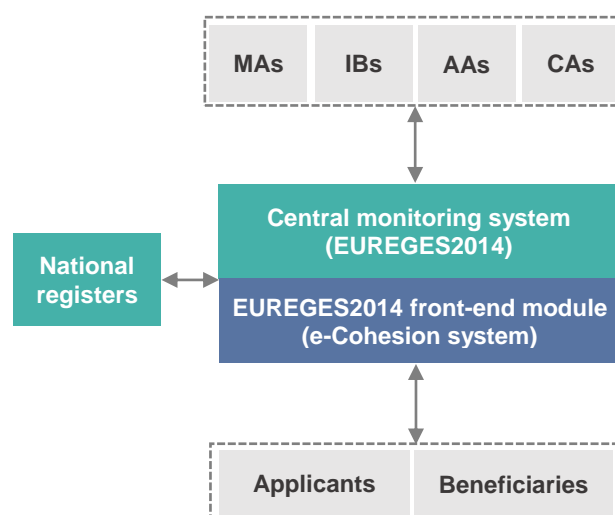 MAs IBs AAs CAs
Central monitoring system
(EUREGES2014)
National
registers
EUREGES2014 front-end module
(e-Cohesion system)
Applicants Beneficiaries